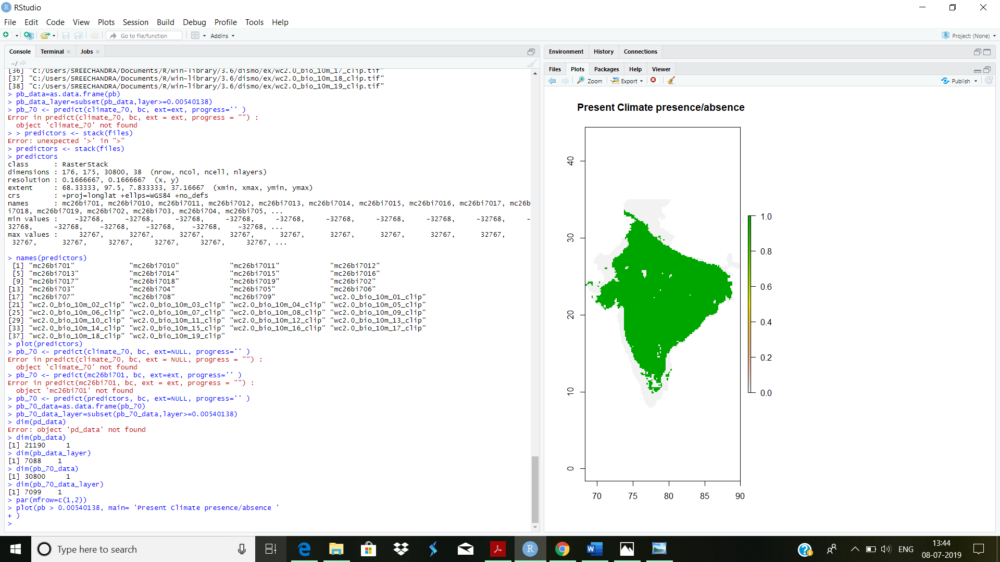 RStudio
File Edit Code View Plots Session Build Debug Profile Tools Help
Go to file/function Addins Project: (None)
Console Terminal Jobs
~/
[36] "C:/Users/SREECHANDRA/Documents/R/win-library/3.6/dismo/ex/wc2.0_bio_10m_17_clip.tif"
[37] "C:/Users/SREECHANDRA/Documents/R/win-library/3.6/dismo/ex/wc2.0_bio_10m_18_clip.tif"
[38] "C:/Users/SREECHANDRA/Documents/R/win-library/3.6/dismo/ex/wc2.0_bio_10m_19_clip.tif"
> pb_data=as.data.frame(pb)
> pb_data_layer=subset(pb_data,layer>=0.00540138)
> pb_70 <- predict(climate_70, bc, ext=ext, progress='' )
Error in predict(climate_70, bc, ext = ext, progress = "") :
  object 'climate_70' not found
> > predictors <- stack(files)
Error: unexpected '>' in ">"
> predictors <- stack(files)
> predictors
class      : RasterStack
dimensions : 176, 175, 30800, 38  (nrow, ncol, ncell, nlayers)
resolution : 0.1666667, 0.1666667  (x, y)
extent     : 68.33333, 97.5, 7.833333, 37.16667  (xmin, xmax, ymin, ymax)
crs        : +proj=longlat +ellps=WGS84 +no_defs
names      : mc26bi701, mc26bi7010, mc26bi7011, mc26bi7012, mc26bi7013, mc26bi7014, mc26bi7015, mc26bi7016, mc26bi7017, mc26b
i7018, mc26bi7019, mc26bi702, mc26bi703, mc26bi704, mc26bi705, ...
min values :    -32768,     -32768,     -32768,     -32768,     -32768,     -32768,     -32768,     -32768,     -32768,     -
32768,     -32768,    -32768,    -32768,    -32768,    -32768, ...
max values :     32767,      32767,      32767,      32767,      32767,      32767,      32767,      32767,      32767,
 32767,      32767,     32767,     32767,     32767,     32767, ...
> names(predictors)
 [1] "mc26bi701"            "mc26bi7010"           "mc26bi7011"           "mc26bi7012"
 [5] "mc26bi7013"           "mc26bi7014"           "mc26bi7015"           "mc26bi7016"
 [9] "mc26bi7017"           "mc26bi7018"           "mc26bi7019"           "mc26bi702"
[13] "mc26bi703"            "mc26bi704"            "mc26bi705"            "mc26bi706"
[17] "mc26bi707"            "mc26bi708"            "mc26bi709"            "wc2.0_bio_10m_01_clip"
[21] "wc2.0_bio_10m_02_clip" "wc2.0_bio_10m_03_clip" "wc2.0_bio_10m_04_clip" "wc2.0_bio_10m_05_clip"
[25] "wc2.0_bio_10m_06_clip" "wc2.0_bio_10m_07_clip" "wc2.0_bio_10m_08_clip" "wc2.0_bio_10m_09_clip"
[29] "wc2.0_bio_10m_10_clip" "wc2.0_bio_10m_11_clip" "wc2.0_bio_10m_12_clip" "wc2.0_bio_10m_13_clip"
[33] "wc2.0_bio_10m_14_clip" "wc2.0_bio_10m_15_clip" "wc2.0_bio_10m_16_clip" "wc2.0_bio_10m_17_clip"
[37] "wc2.0_bio_10m_18_clip" "wc2.0_bio_10m_19_clip"
> plot(predictors)
> pb_70 <- predict(climate_70, bc, ext=NULL, progress='' )
Error in predict(climate_70, bc, ext = NULL, progress = "") :
  object 'climate_70' not found
> pb_70 <- predict(mc26bi701, bc, ext=ext, progress='' )
Error in predict(mc26bi701, bc, ext = ext, progress = "") :
  object 'mc26bi701' not found
> pb_70 <- predict(predictors, bc, ext=NULL, progress='' )
> pb_70_data=as.data.frame(pb_70)
> pb_70_data_layer=subset(pb_70_data,layer>=0.00540138)
> dim(pd_data)
Error: object 'pd_data' not found
> dim(pb_data)
[1] 21190     1
> dim(pb_data_layer)
[1] 7088    1
> dim(pb_70_data)
[1] 30800     1
> dim(pb_70_data_layer)
[1] 7099    1
> par(mfrow=c(1,2))
> plot(pb > 0.00540138, main= 'Present Climate presence/absence '
+ )
>
Environment History Connections
Files Plots Packages Help Viewer
Zoom Export Publish
Present Climate presence/absence
40
30
20
10
0
70 75 80 85 90
1.0
0.8
0.6
0.4
0.2
0.0
Type here to search
ENG
13:44
08-07-2019